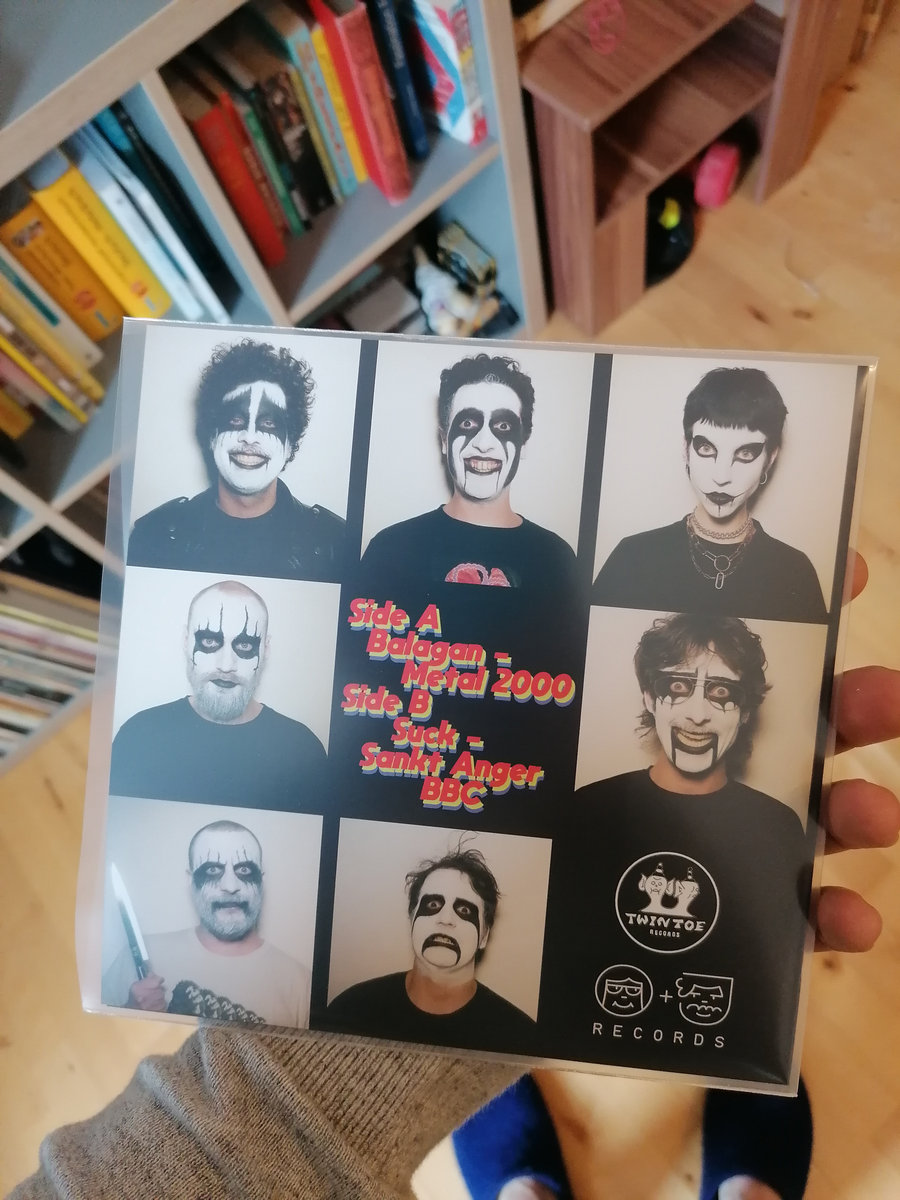 Side A
Balagan -
Metal 2000
Side B
Suck -
Sankt Anger
BBC
TWIN TOE
RECORDS
+
RECORDS